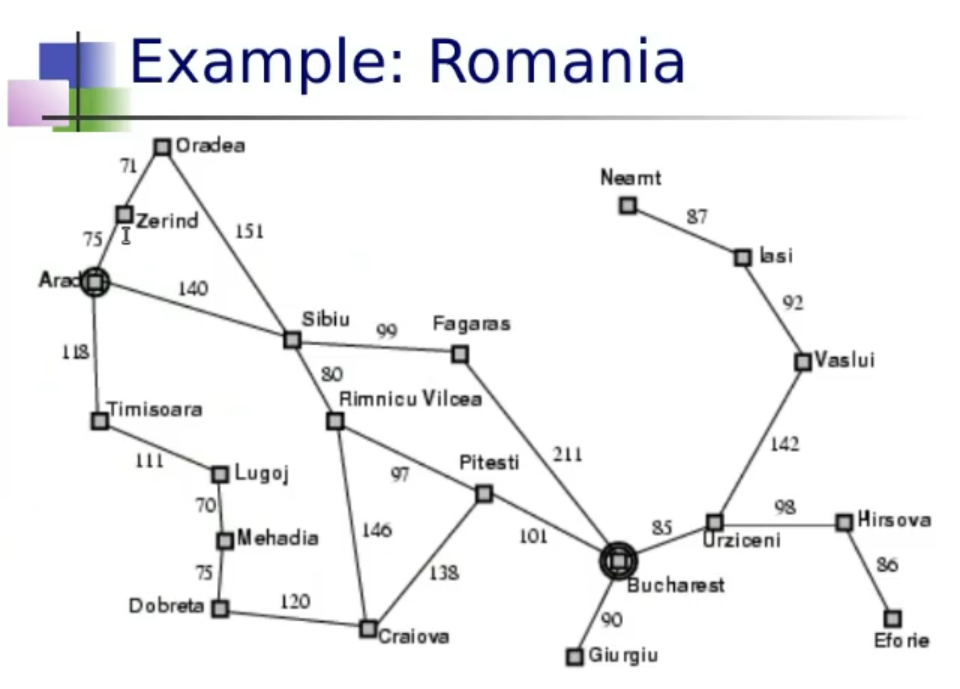 Example: Romania
Oradea
71
Neamt
87
Zerind
151
75
Iasi
Arad
140
92
Sibiu
99
Fagaras
118
80
Vaslui
Rimnicu Vilcea
Timisoara
111
211
142
97
Pitesti
Lugoj
70
98
Hirsova
146
101
85
Urziceni
Mehadia
75
138
86
Bucharest
120
Dobreta
90
Craiova
Eforie
Giurgiu